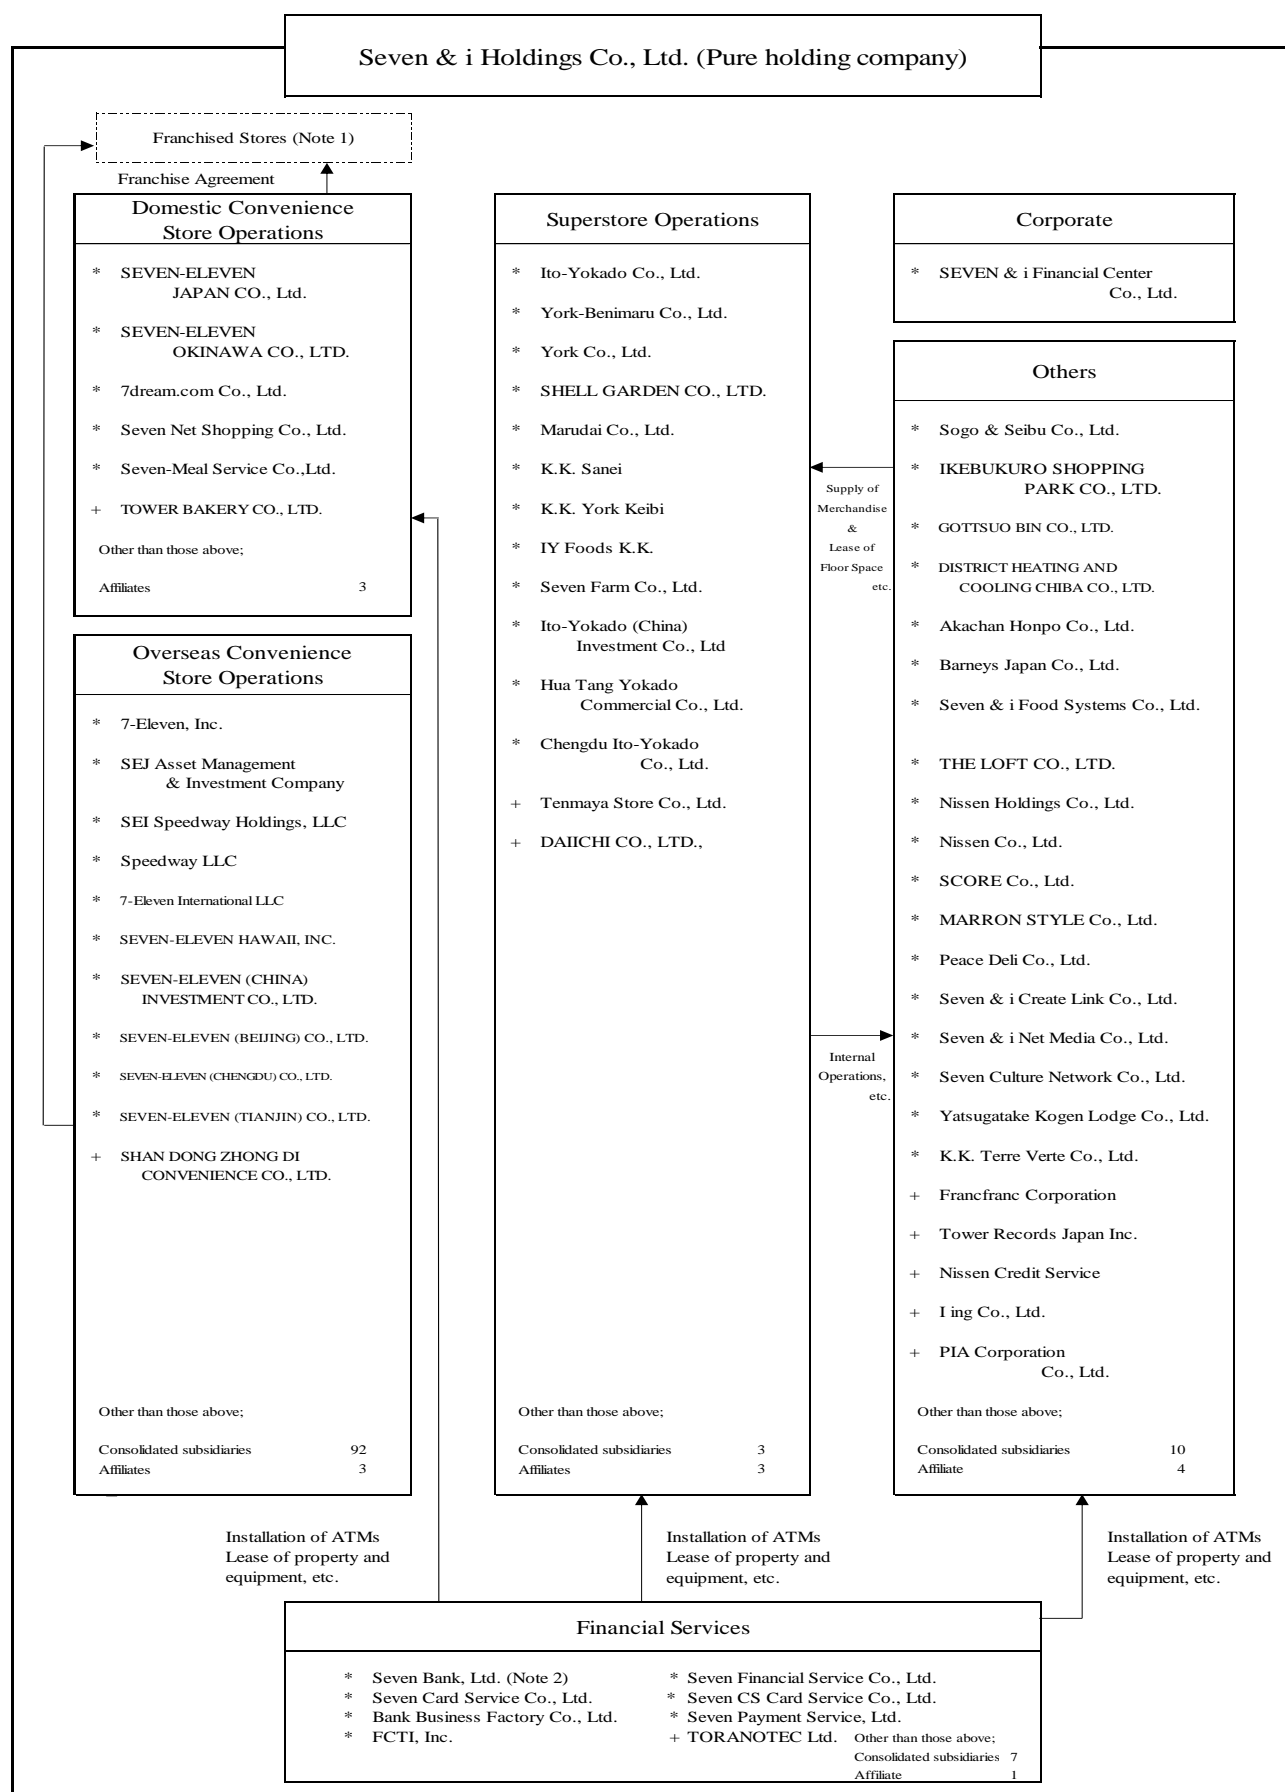 Seven & i Holdings Co., Ltd. (Pure holding company)
Franchised Stores (Note 1)
Franchise Agreement
Domestic Convenience
Store Operations
* SEVEN-ELEVEN
JAPAN CO., Ltd.
* SEVEN-ELEVEN
OKINAWA CO., LTD.
* 7dream.com Co., Ltd.
* Seven Net Shopping Co., Ltd.
* Seven-Meal Service Co.,Ltd.
+ TOWER BAKERY CO., LTD.
Other than those above;
Affiliates 3
Overseas Convenience
Store Operations
* 7-Eleven, Inc.
* SEJ Asset Management
& Investment Company
* SEI Speedway Holdings, LLC
* Speedway LLC
* 7-Eleven International LLC
* SEVEN-ELEVEN HAWAII, INC.
* SEVEN-ELEVEN (CHINA)
INVESTMENT CO., LTD.
* SEVEN-ELEVEN (BEIJING) CO., LTD.
* SEVEN-ELEVEN (CHENGDU) CO., LTD.
* SEVEN-ELEVEN (TIANJIN) CO., LTD.
+ SHAN DONG ZHONG DI
CONVENIENCE CO., LTD.
Other than those above;
Consolidated subsidiaries 92
Affiliates 3
Superstore Operations
* Ito-Yokado Co., Ltd.
* York-Benimaru Co., Ltd.
* York Co., Ltd.
* SHELL GARDEN CO., LTD.
* Marudai Co., Ltd.
* K.K. Sanei
* K.K. York Keibi
* IY Foods K.K.
* Seven Farm Co., Ltd.
* Ito-Yokado (China)
Investment Co., Ltd
* Hua Tang Yokado
Commercial Co., Ltd.
* Chengdu Ito-Yokado
Co., Ltd.
+ Tenmaya Store Co., Ltd.
+ DAIICHI CO., LTD.,
Other than those above;
Consolidated subsidiaries 3
Affiliates 3
Supply of
Merchandise
&
Lease of
Floor Space
etc.
Internal
Operations,
etc.
Corporate
* SEVEN & i Financial Center
Co., Ltd.
Others
* Sogo & Seibu Co., Ltd.
* IKEBUKURO SHOPPING
PARK CO., LTD.
* GOTTSUO BIN CO., LTD.
* DISTRICT HEATING AND
COOLING CHIBA CO., LTD.
* Akachan Honpo Co., Ltd.
* Barneys Japan Co., Ltd.
* Seven & i Food Systems Co., Ltd.
* THE LOFT CO., LTD.
* Nissen Holdings Co., Ltd.
* Nissen Co., Ltd.
* SCORE Co., Ltd.
* MARRON STYLE Co., Ltd.
* Peace Deli Co., Ltd.
* Seven & i Create Link Co., Ltd.
* Seven & i Net Media Co., Ltd.
* Seven Culture Network Co., Ltd.
* Yatsugatake Kogen Lodge Co., Ltd.
* K.K. Terre Verte Co., Ltd.
+ Francfranc Corporation
+ Tower Records Japan Inc.
+ Nissen Credit Service
+ I ing Co., Ltd.
+ PIA Corporation
Co., Ltd.
Other than those above;
Consolidated subsidiaries 10
Affiliate 4
Installation of ATMs
Lease of property and
equipment, etc.
Installation of ATMs
Lease of property and
equipment, etc.
Installation of ATMs
Lease of property and
equipment, etc.
Financial Services
* Seven Bank, Ltd. (Note 2)
* Seven Card Service Co., Ltd.
* Bank Business Factory Co., Ltd.
* FCTI, Inc.
* Seven Financial Service Co., Ltd.
* Seven CS Card Service Co., Ltd.
* Seven Payment Service, Ltd.
+ TORANOTEC Ltd.
Other than those above;
Consolidated subsidiaries 7
Affiliate 1